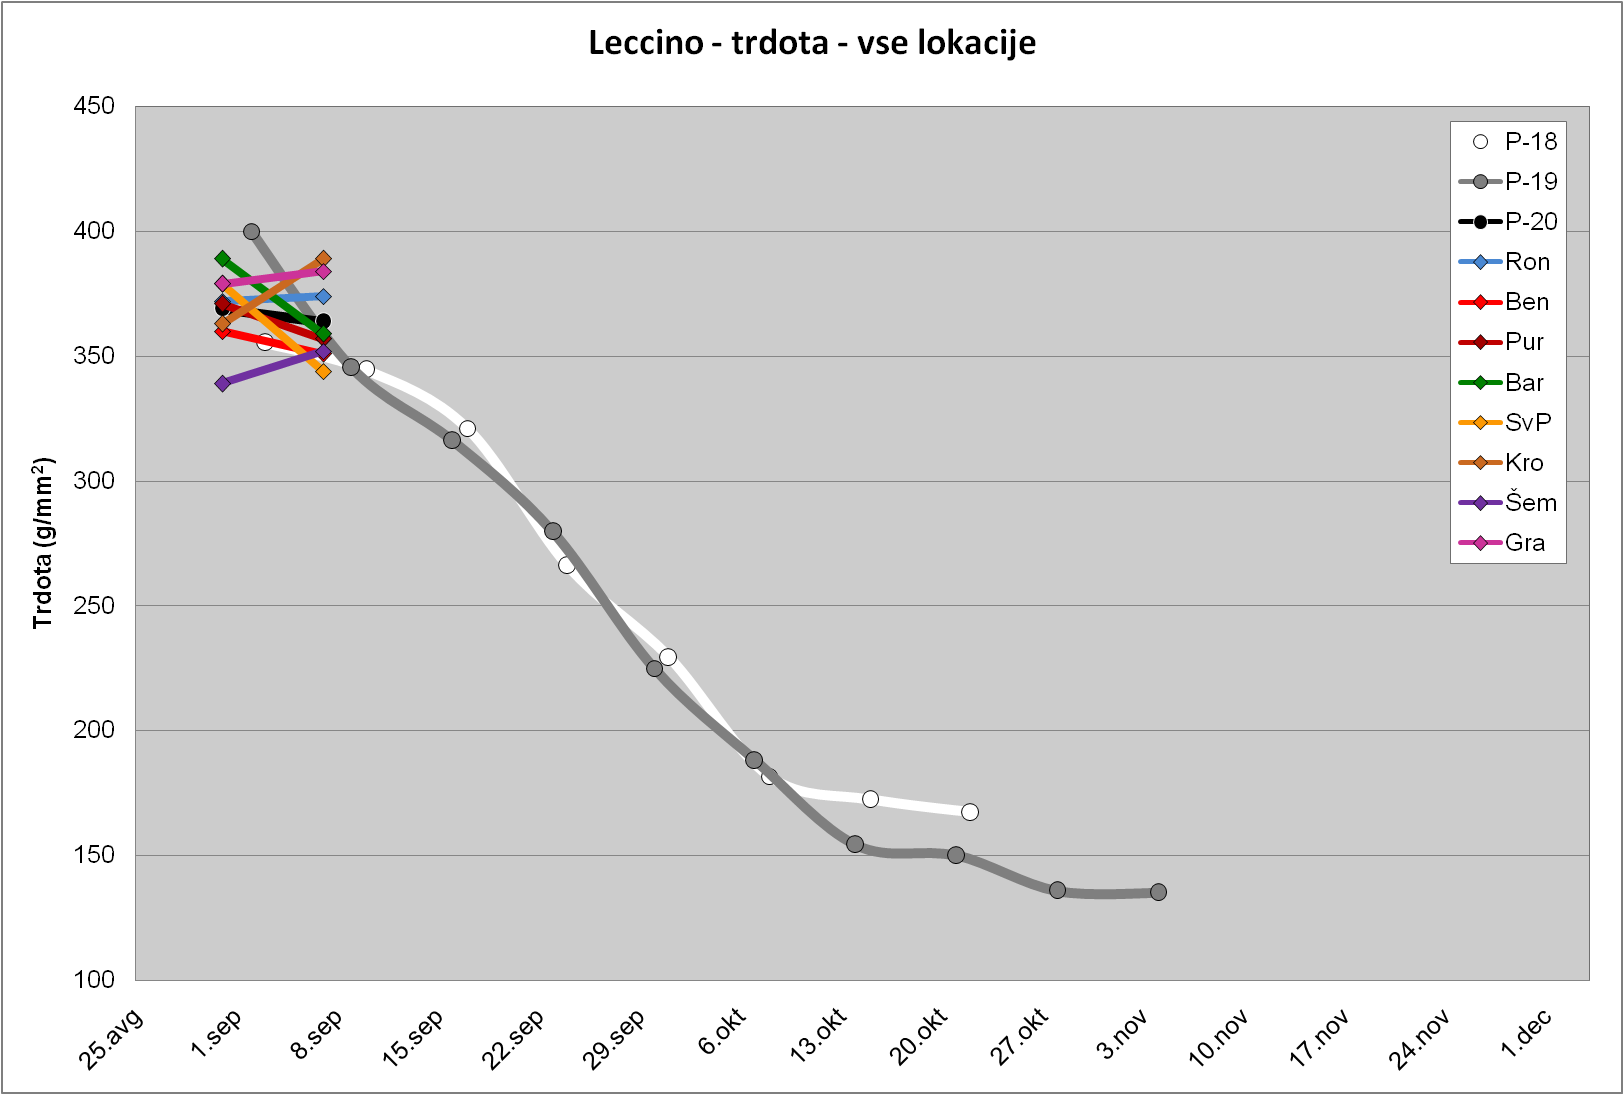 Leccino - trdota - vse lokacije
Trdota (g/mm²)
450
400
350
300
250
200
150
100
25.avg
1.sep
8.sep
15.sep
22.sep
29.sep
6.okt
13.okt
20.okt
27.okt
3.nov
10.nov
17.nov
24.nov
1.dec
P-18
P-19
P-20
Ron
Ben
Pur
Bar
SvP
Kro
Šem
Gra